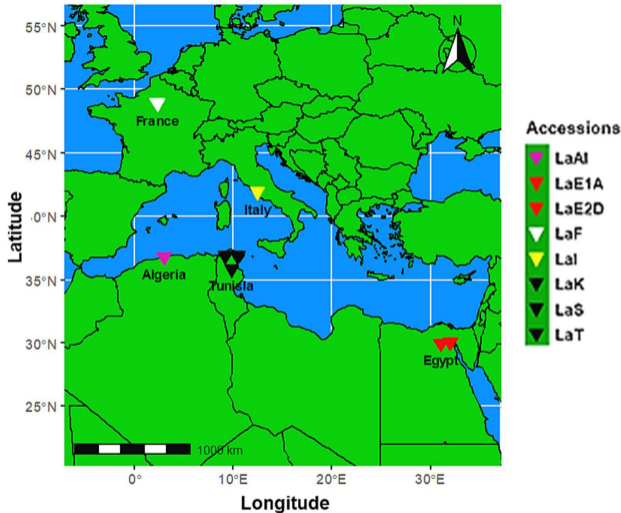 55°N
N
50°N
France
Accessions
LaAl
LaE1A
LaE2D
LaF
LaI
LaK
LaS
LaT
45°N
Latitude
Italy
.0°N
Algeria
Tunisia
35°N
30°N
Egypt
25°N
1000 km
0°
10°E
20°E
30°E
Longitude